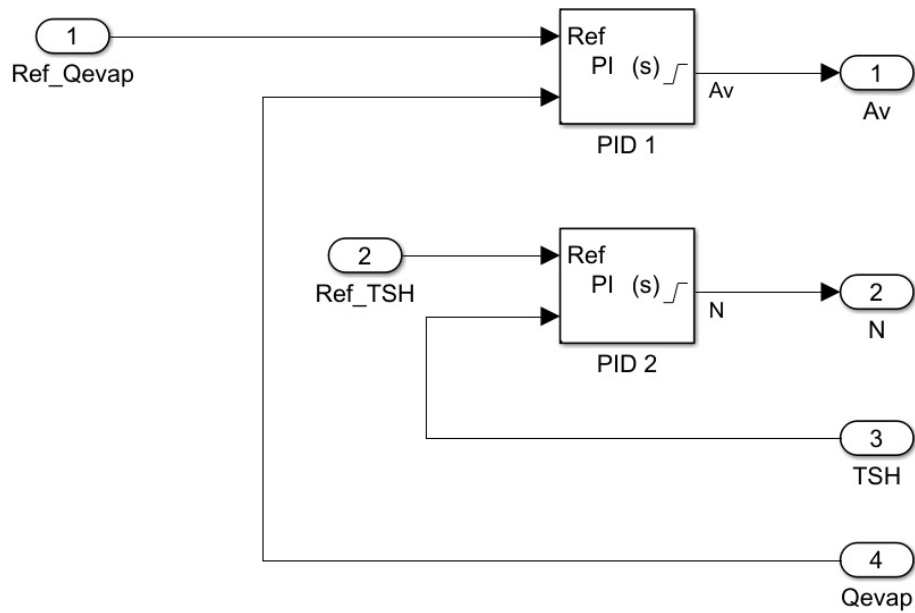 1
Ref_Qevap
Ref
PI (s)
PID 1
Av
1
Av
2
Ref_TSH
Ref
PI (s)
PID 2
N
2
N
3
TSH
4
Qevap